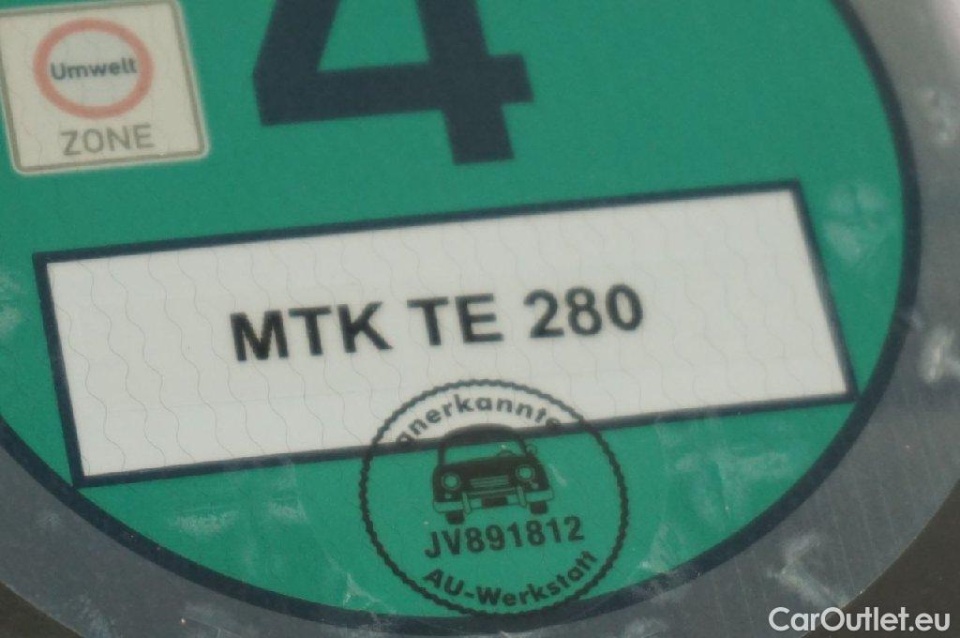 4
Umwelt
ZONE
MTK TE 280
anerkannte
JV891812
AU-Werkstatt
CarOutlet.eu